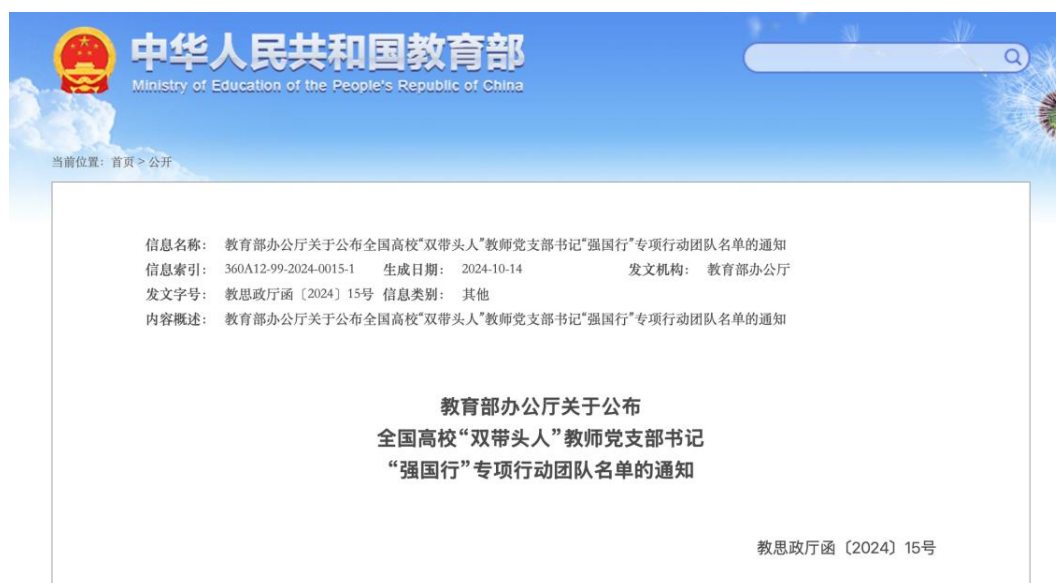 中华人民共和国教育部
Ministry of Education of the People's Republic of China
当前位置：首页 > 公开
信息名称： 教育部办公厅关于公布全国高校“双带头人”教师党支部书记“强国行”专项行动团队名单的通知
信息索引： 360A12-99-2024-0015-1 生成日期： 2024-10-14 发文机构： 教育部办公厅
发文字号： 教思政厅函〔2024〕15号 信息类别： 其他
内容概述： 教育部办公厅关于公布全国高校“双带头人”教师党支部书记“强国行”专项行动团队名单的通知
教育部办公厅关于公布
全国高校“双带头人”教师党支部书记
“强国行”专项行动团队名单的通知
教思政厅函〔2024〕15号